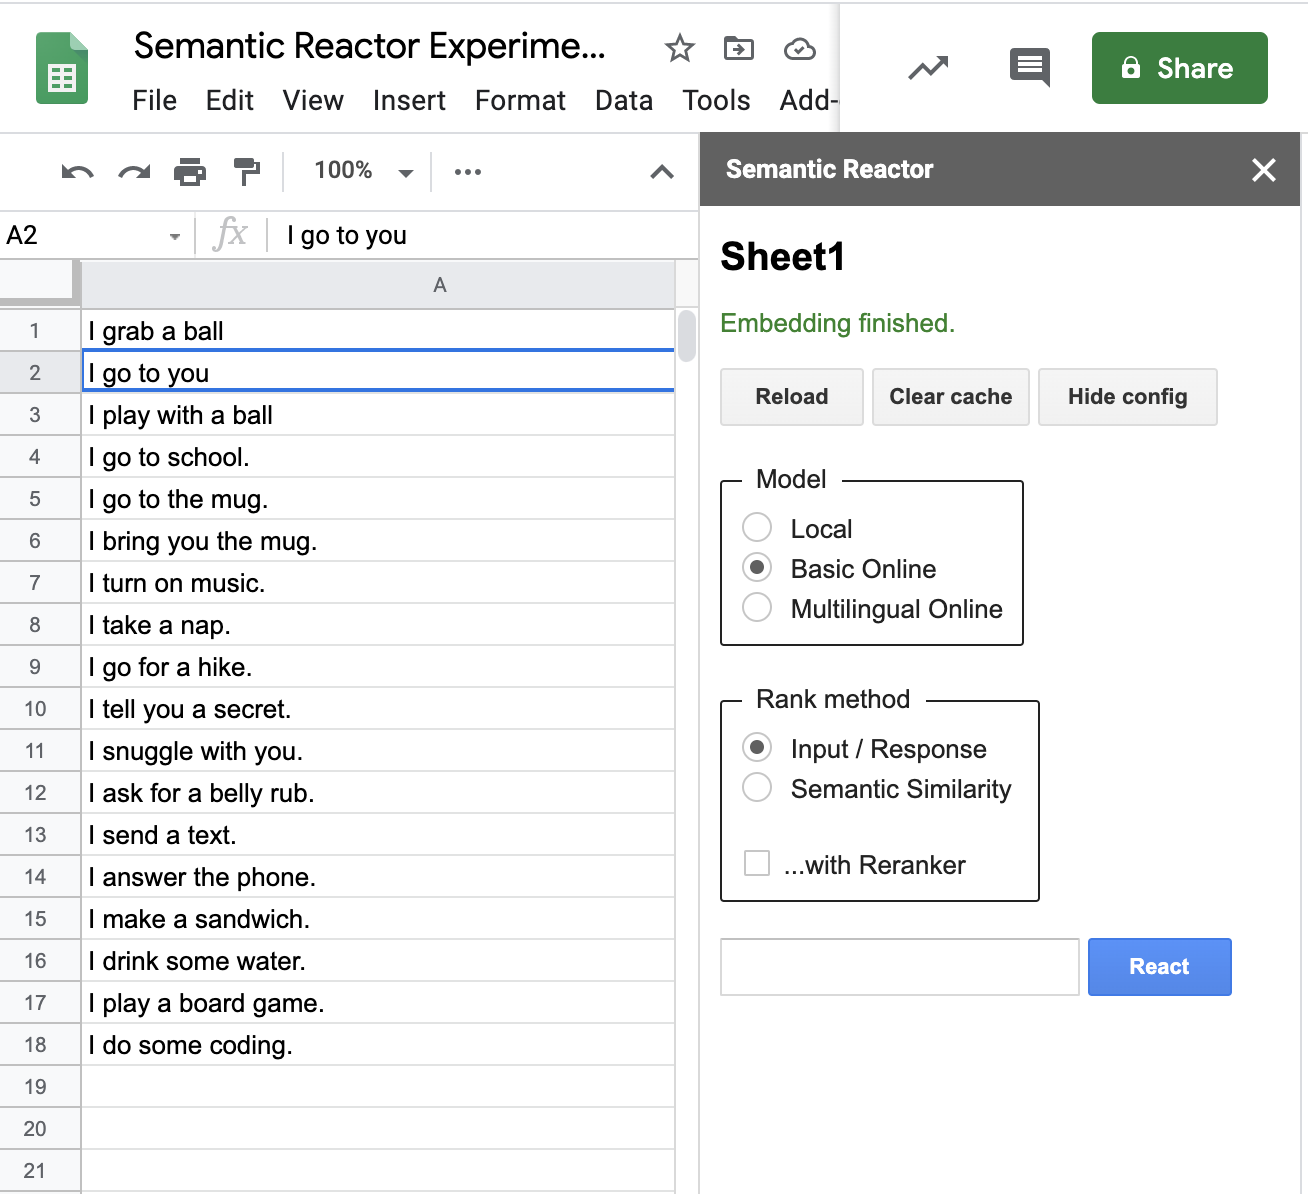 Semantic Reactor Experime...
File Edit View Insert Format Data Tools Add-
Share
100%
A2 fx I go to you
A
1 I grab a ball
2 I go to you
3 I play with a ball
4 I go to school.
5 I go to the mug.
6 I bring you the mug.
7 I turn on music.
8 I take a nap.
9 I go for a hike.
10 I tell you a secret.
11 I snuggle with you.
12 I ask for a belly rub.
13 I send a text.
14 I answer the phone.
15 I make a sandwich.
16 I drink some water.
17 I play a board game.
18 I do some coding.
19
20
21
Semantic Reactor
Sheet1
Embedding finished.
Reload Clear cache Hide config
Model
Local
Basic Online
Multilingual Online
Rank method
Input / Response
Semantic Similarity
...with Reranker
React